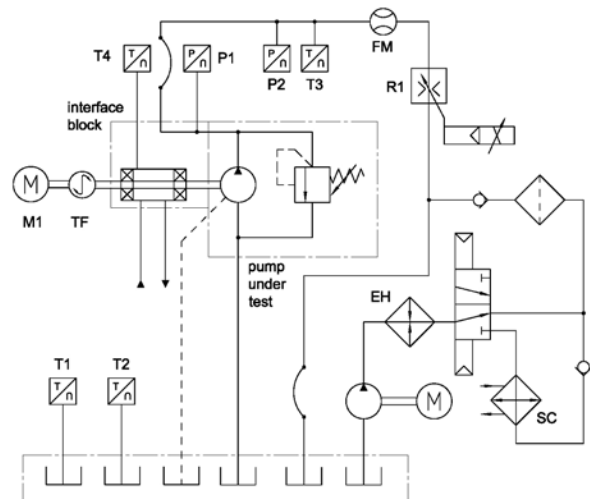 T4
P1
P2
T3
FM
R1
interface
block
M
M1
TF
pump
under
test
EH
SC
M
T1
T2
T
n
P
n
P
n
T
n
T
n
T
n